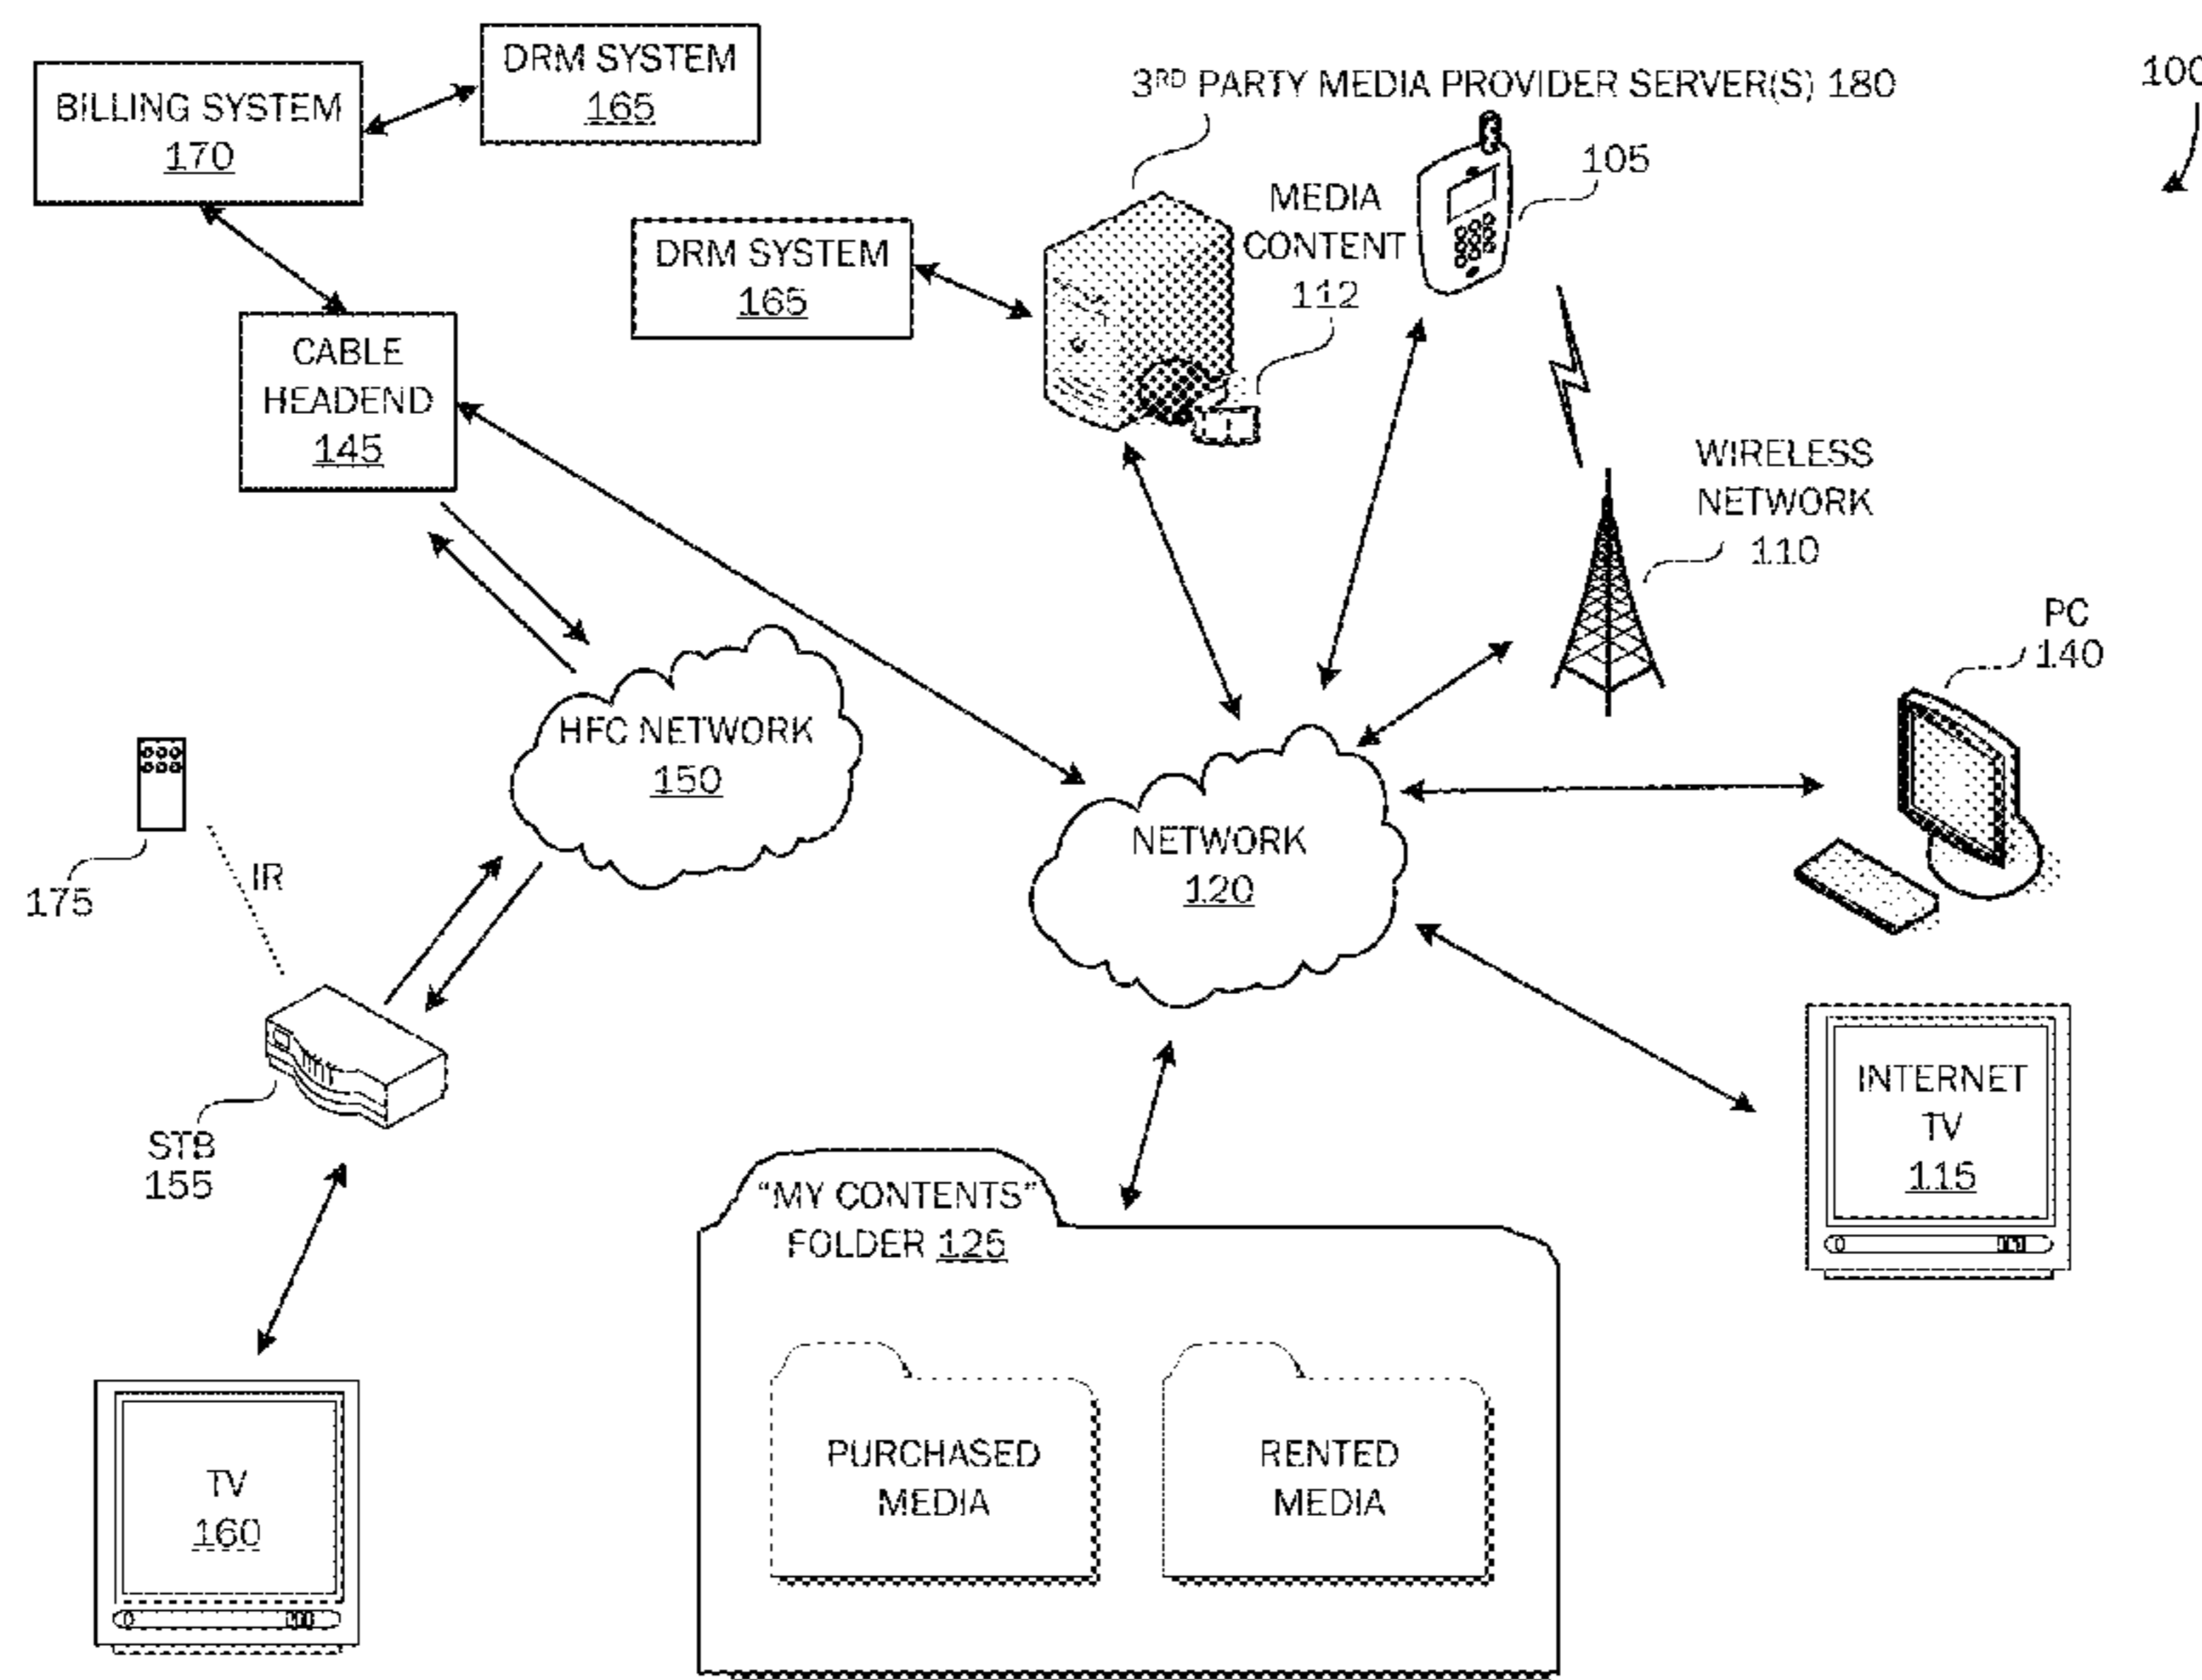 DRM SYSTEM
165
BILLING SYSTEM
170
3RD PARTY MEDIA PROVIDER SERVER(S) 180
100
105
MEDIA
CONTENT
112
DRM SYSTEM
165
CABLE
HEADEND
145
WIRELESS
NETWORK
110
PC
140
HFC NETWORK
150
NETWORK
120
175
IR
STB
155
INTERNET
TV
115
"MY CONTENTS"
FOLDER 125
PURCHASED
MEDIA
RENTED
MEDIA
TV
160